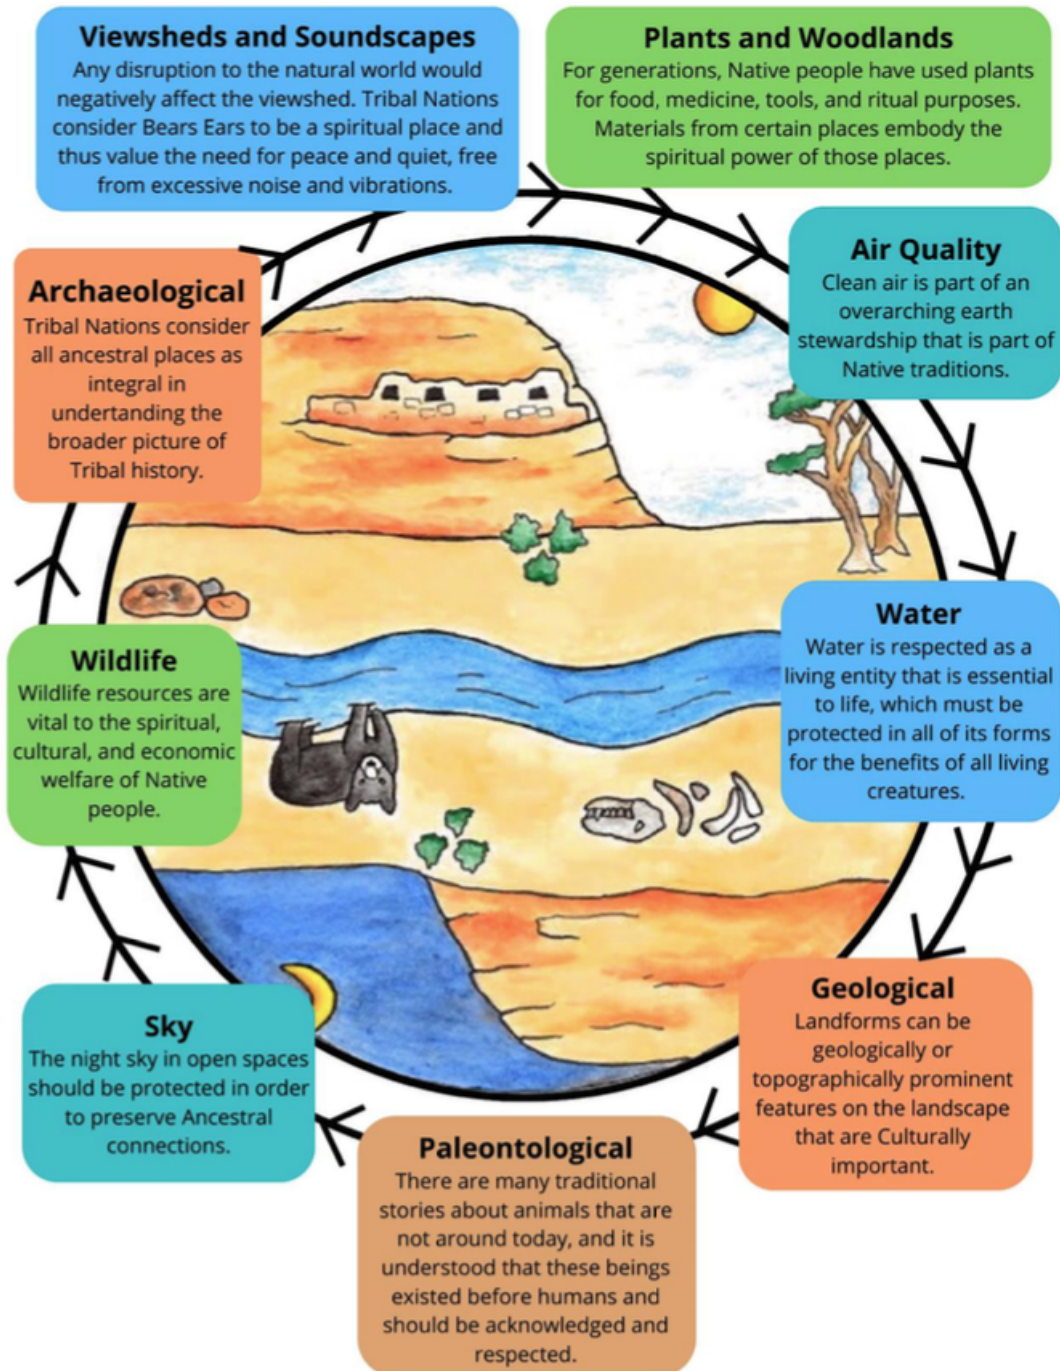 Viewsheds and Soundscapes
Any disruption to the natural world would
negatively affect the viewshed. Tribal Nations
consider Bears Ears to be a spiritual place and
thus value the need for peace and quiet, free
from excessive noise and vibrations.
Plants and Woodlands
For generations, Native people have used plants
for food, medicine, tools, and ritual purposes.
Materials from certain places embody the
spiritual power of those places.
Air Quality
Clean air is part of an
overarching earth
stewardship that is part of
Native traditions.
Water
Water is respected as a
living entity that is essential
to life, which must be
protected in all of its forms
for the benefits of all living
creatures.
Geological
Landforms can be
geologically or
topographically prominent
features on the landscape
that are Culturally
important.
Paleontological
There are many traditional
stories about animals that are
not around today, and it is
understood that these beings
existed before humans and
should be acknowledged and
respected.
Sky
The night sky in open spaces
should be protected in order
to preserve Ancestral
connections.
Wildlife
Wildlife resources are
vital to the spiritual,
cultural, and economic
welfare of Native
people.
Archaeological
Tribal Nations consider
all ancestral places as
integral in
undertanding the
broader picture of
Tribal history.